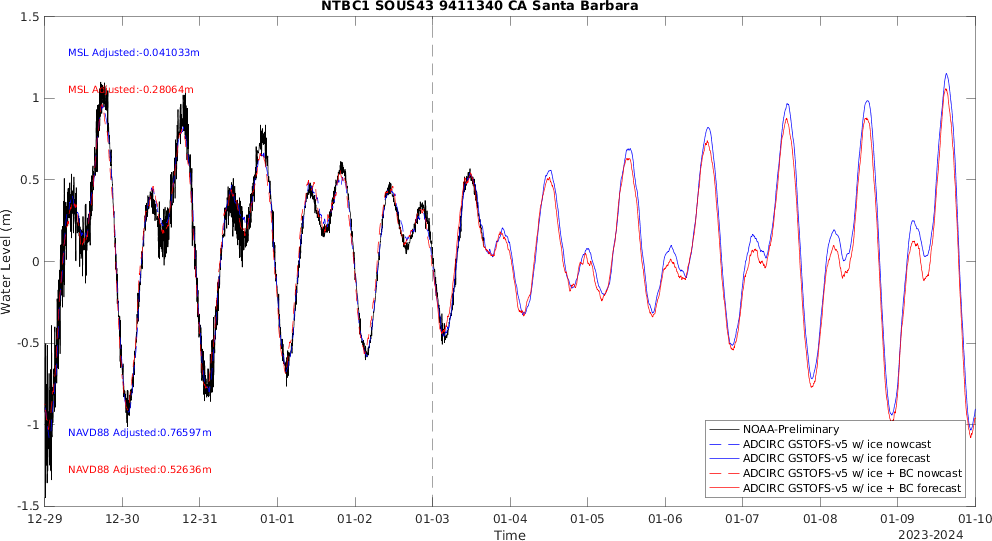 NTBC1 SOUS43 9411340 CA Santa Barbara
1.5
1
0.5
0
-0.5
-1
-1.5
Water Level (m)
MSL Adjusted:-0.041033m
MSL Adjusted:-0.28064m
NAVD88 Adjusted:0.76597m
NAVD88 Adjusted:0.52636m
NOAA-Preliminary
ADCIRC GSTOFS-v5 w/ ice nowcast
ADCIRC GSTOFS-v5 w/ ice forecast
ADCIRC GSTOFS-v5 w/ ice + BC nowcast
ADCIRC GSTOFS-v5 w/ ice + BC forecast
12-29 12-30 12-31 01-01 01-02 01-03 01-04 01-05 01-06 01-07 01-08 01-09 01-10
Time
2023-2024